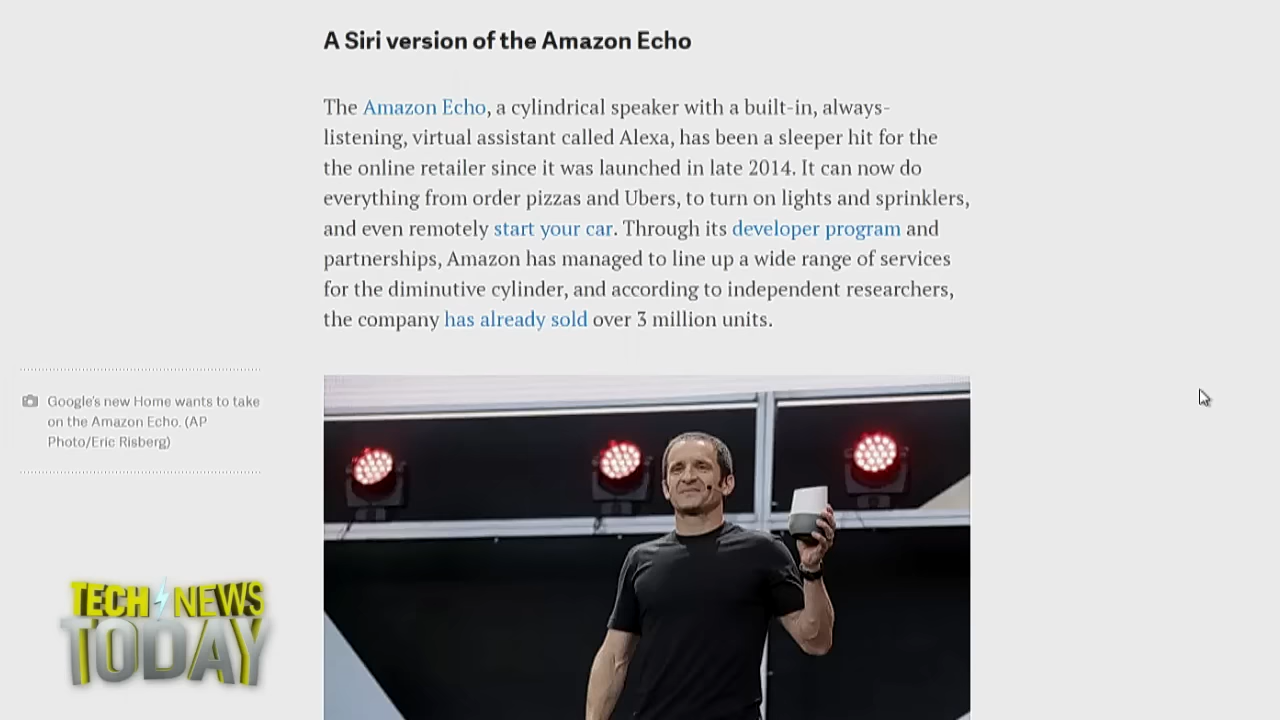 A Siri version of the Amazon Echo
The Amazon Echo, a cylindrical speaker with a built-in, always-
listening, virtual assistant called Alexa, has been a sleeper hit for the
the online retailer since it was launched in late 2014. It can now do
everything from order pizzas and Ubers, to turn on lights and sprinklers,
and even remotely start your car. Through its developer program and
partnerships, Amazon has managed to line up a wide range of services
for the diminutive cylinder, and according to independent researchers,
the company has already sold over 3 million units.
Google's new Home wants to take
on the Amazon Echo. (AP
Photo/Eric Risberg)
TECH NEWS
TODAY